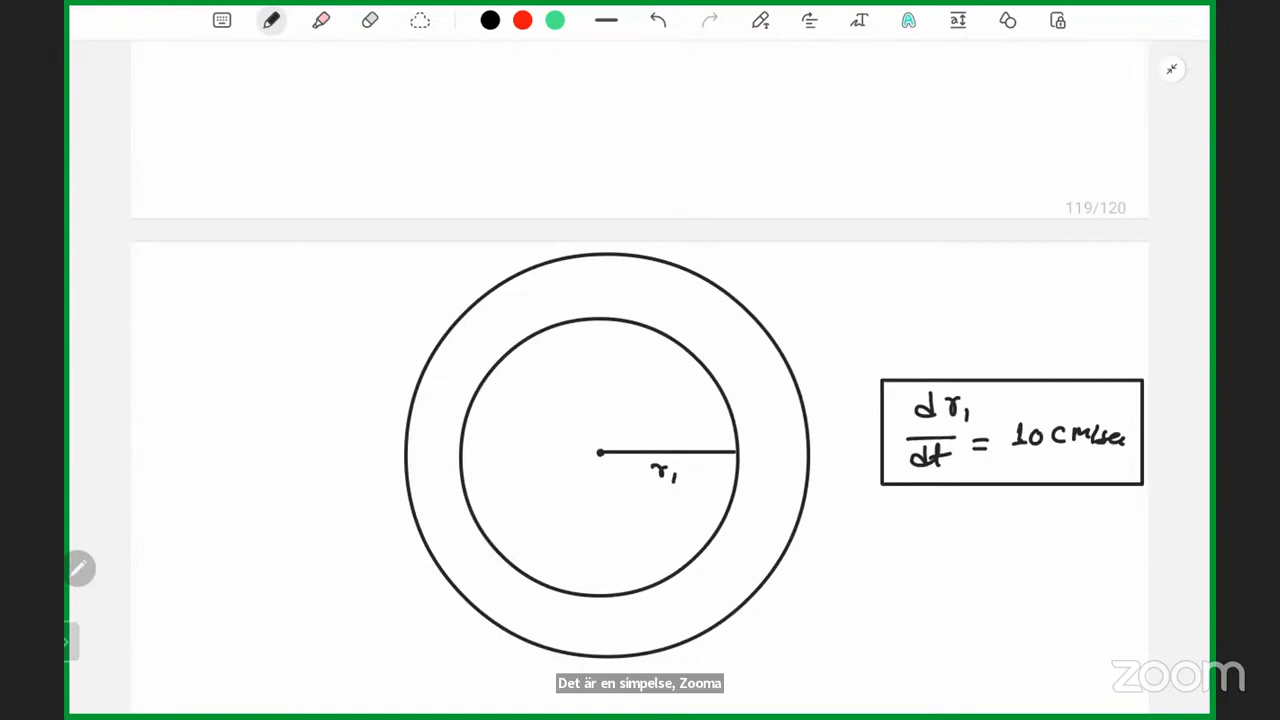 119/120
dr₁
dt = 10 cm/sec
r₁
Det är en simpelse, Zooma
zoom